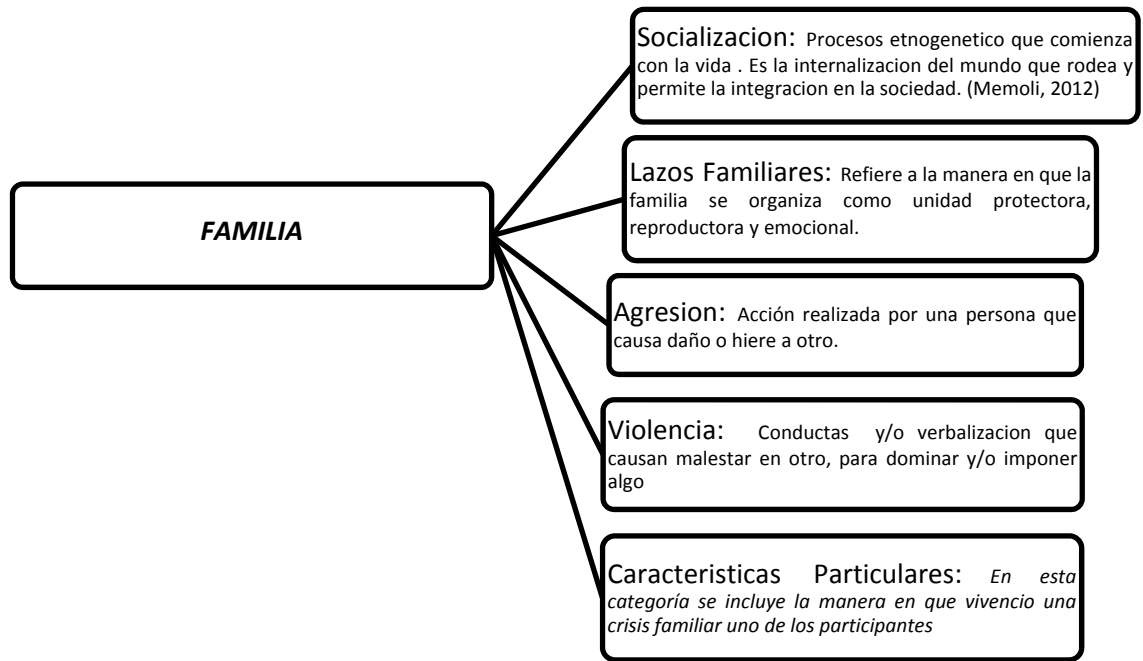 Socializacion: Procesos etnogenetico que comienza
con la vida . Es la internalizacion del mundo que rodea y
permite la integracion en la sociedad. (Memoli, 2012)
Lazos Familiares: Refiere a la manera en que la
familia se organiza como unidad protectora,
reproductora y emocional.
FAMILIA
Agresion: Acción realizada por una persona que
causa daño o hiere a otro.
Violencia: Conductas y/o verbalizacion que
causan malestar en otro, para dominar y/o imponer
algo
Caracteristicas Particulares: En esta
categoría se incluye la manera en que vivencio una
crisis familiar uno de los participantes